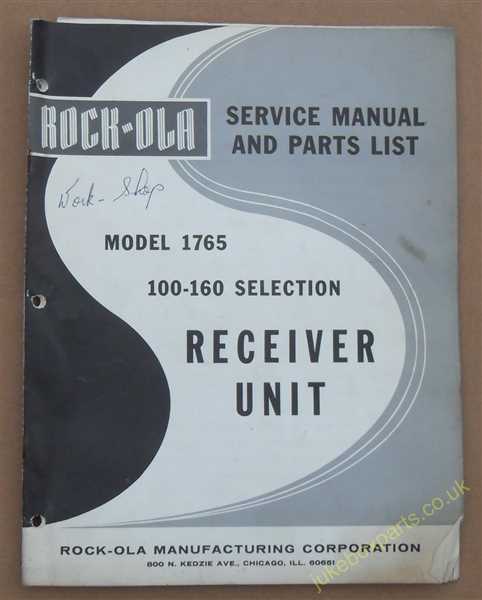 ROCK-OLA
SERVICE MANUAL
AND PARTS LIST
Work-Shop
MODEL 1765
100-160 SELECTION
RECEIVER
UNIT
ROCK-OLA MANUFACTURING CORPORATION
800 N. KEDZIE AVE., CHICAGO, ILL. 60651
jukeboxparts.co.uk